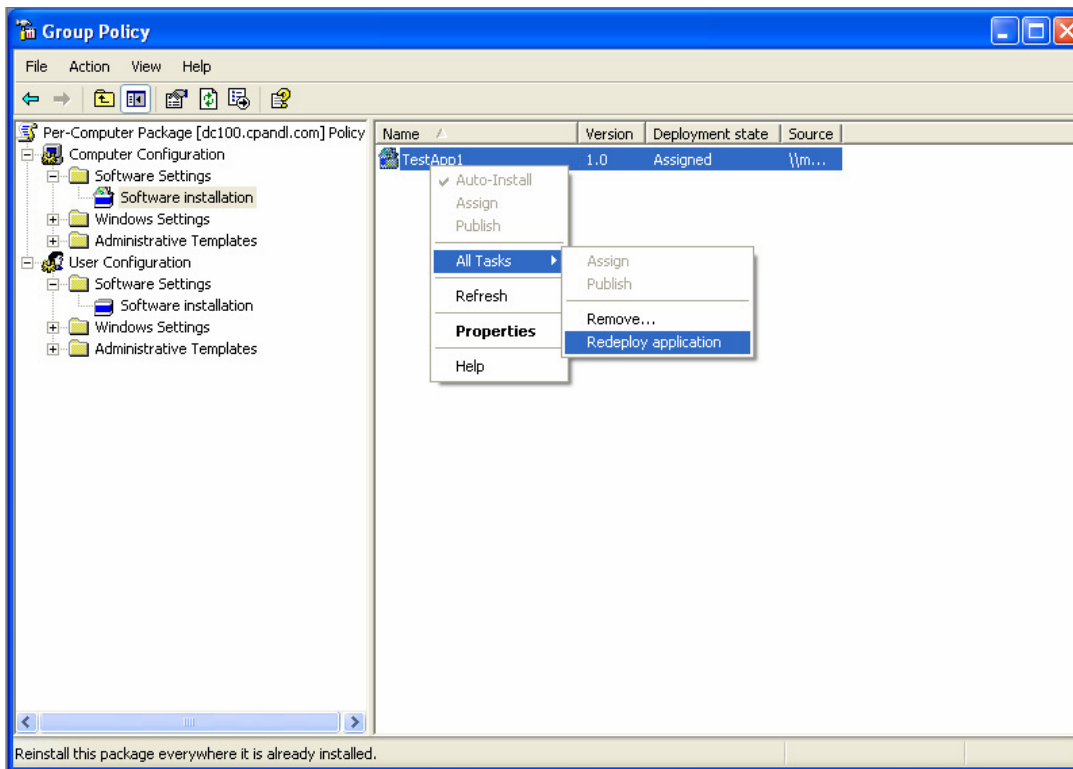 Group Policy
File Action View Help
Per-Computer Package [dc100.cpandl.com] Policy
Computer Configuration
Software Settings
Software installation
Windows Settings
Administrative Templates
User Configuration
Software Settings
Software installation
Windows Settings
Administrative Templates
Name Version Deployment state Source
TestApp1 1.0 Assigned \\m...
Auto-Install
Assign
Publish
All Tasks
Refresh
Properties
Help
Assign
Publish
Remove...
Redeploy application
Reinstall this package everywhere it is already installed.